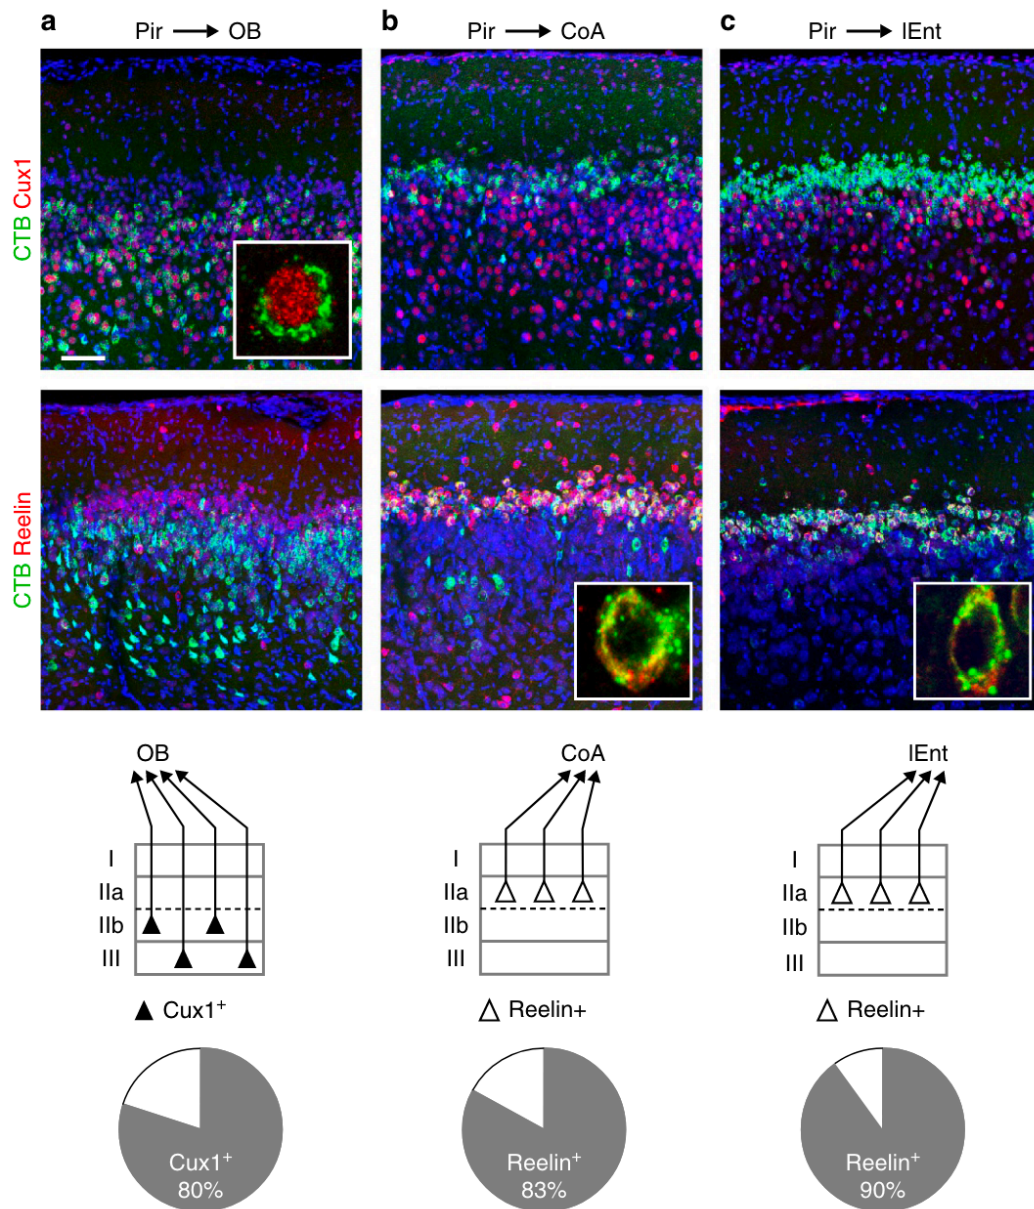 a
Pir → OB
b
Pir → CoA
c
Pir → lEnt
CTB Cux1
CTB Reelin
OB
I
IIa
IIb
III
Cux1⁺
Cux1⁺
80%
CoA
I
IIa
IIb
III
Reelin+
Reelin⁺
83%
lEnt
I
IIa
IIb
III
Reelin+
Reelin⁺
90%